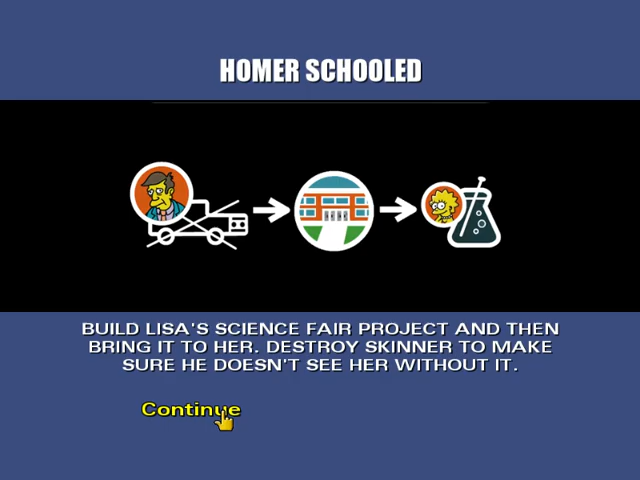 HOMER SCHOOLED
BUILD LISA'S SCIENCE FAIR PROJECT AND THEN
BRING IT TO HER. DESTROY SKINNER TO MAKE
SURE HE DOESN'T SEE HER WITHOUT IT.
Continue